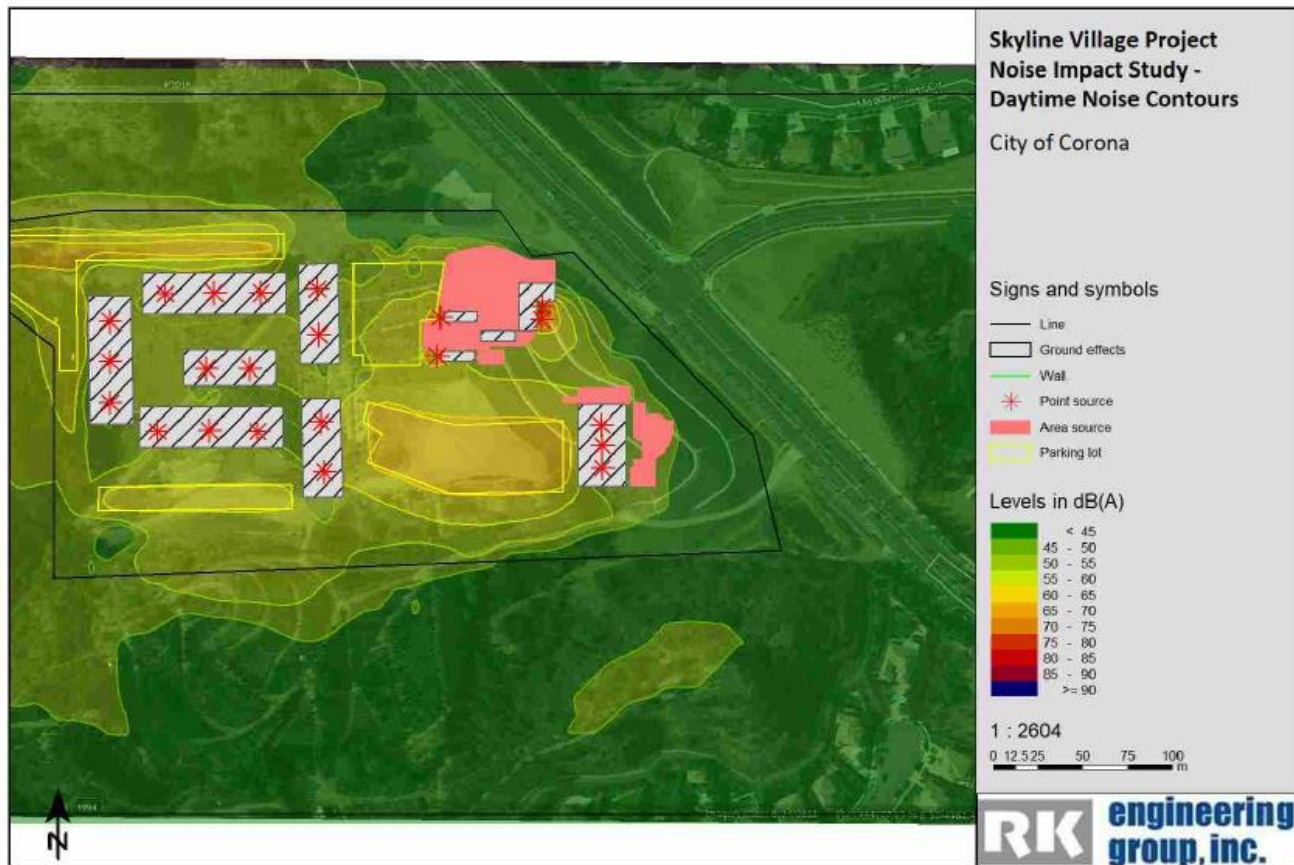 Skyline Village Project
Noise Impact Study -
Daytime Noise Contours
City of Corona
Signs and symbols
Line
Ground effects
Wall
Point source
Area source
Parking lot
Levels in dB(A)
< 45
45 - 50
50 - 55
55 - 60
60 - 65
65 - 70
70 - 75
75 - 80
80 - 85
85 - 90
>= 90
1 : 2604
0 12.5 25 50 75 100
m
1994
N
RK engineering
group, inc.